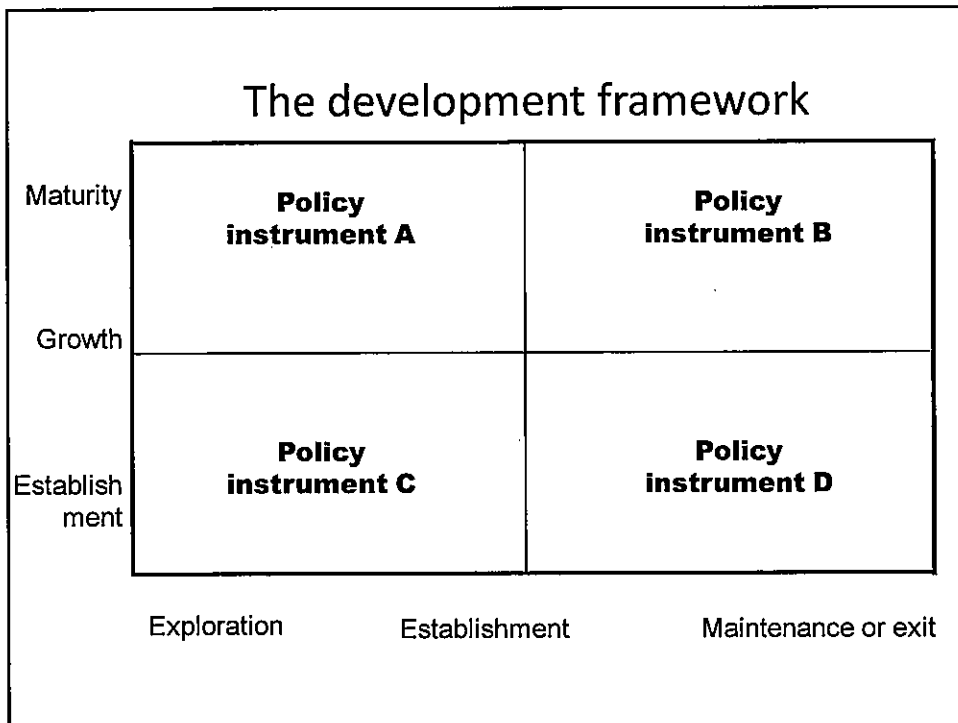 The development framework
Maturity
Policy
instrument A
Policy
instrument B
Growth
Policy
instrument C
Policy
instrument D
Establish
ment
Exploration
Establishment
Maintenance or exit